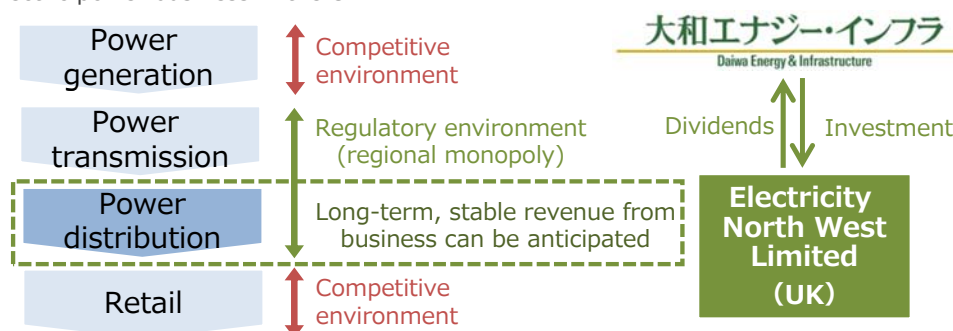 Power
generation
Competitive
environment
大和エナジー・インフラ
Daiwa Energy & Infrastructure
Power
transmission
Regulatory environment
(regional monopoly)
Dividends
Investment
Power
distribution
Long-term, stable revenue from
business can be anticipated
Electricity
North West
Limited
（UK）
Retail
Competitive
environment